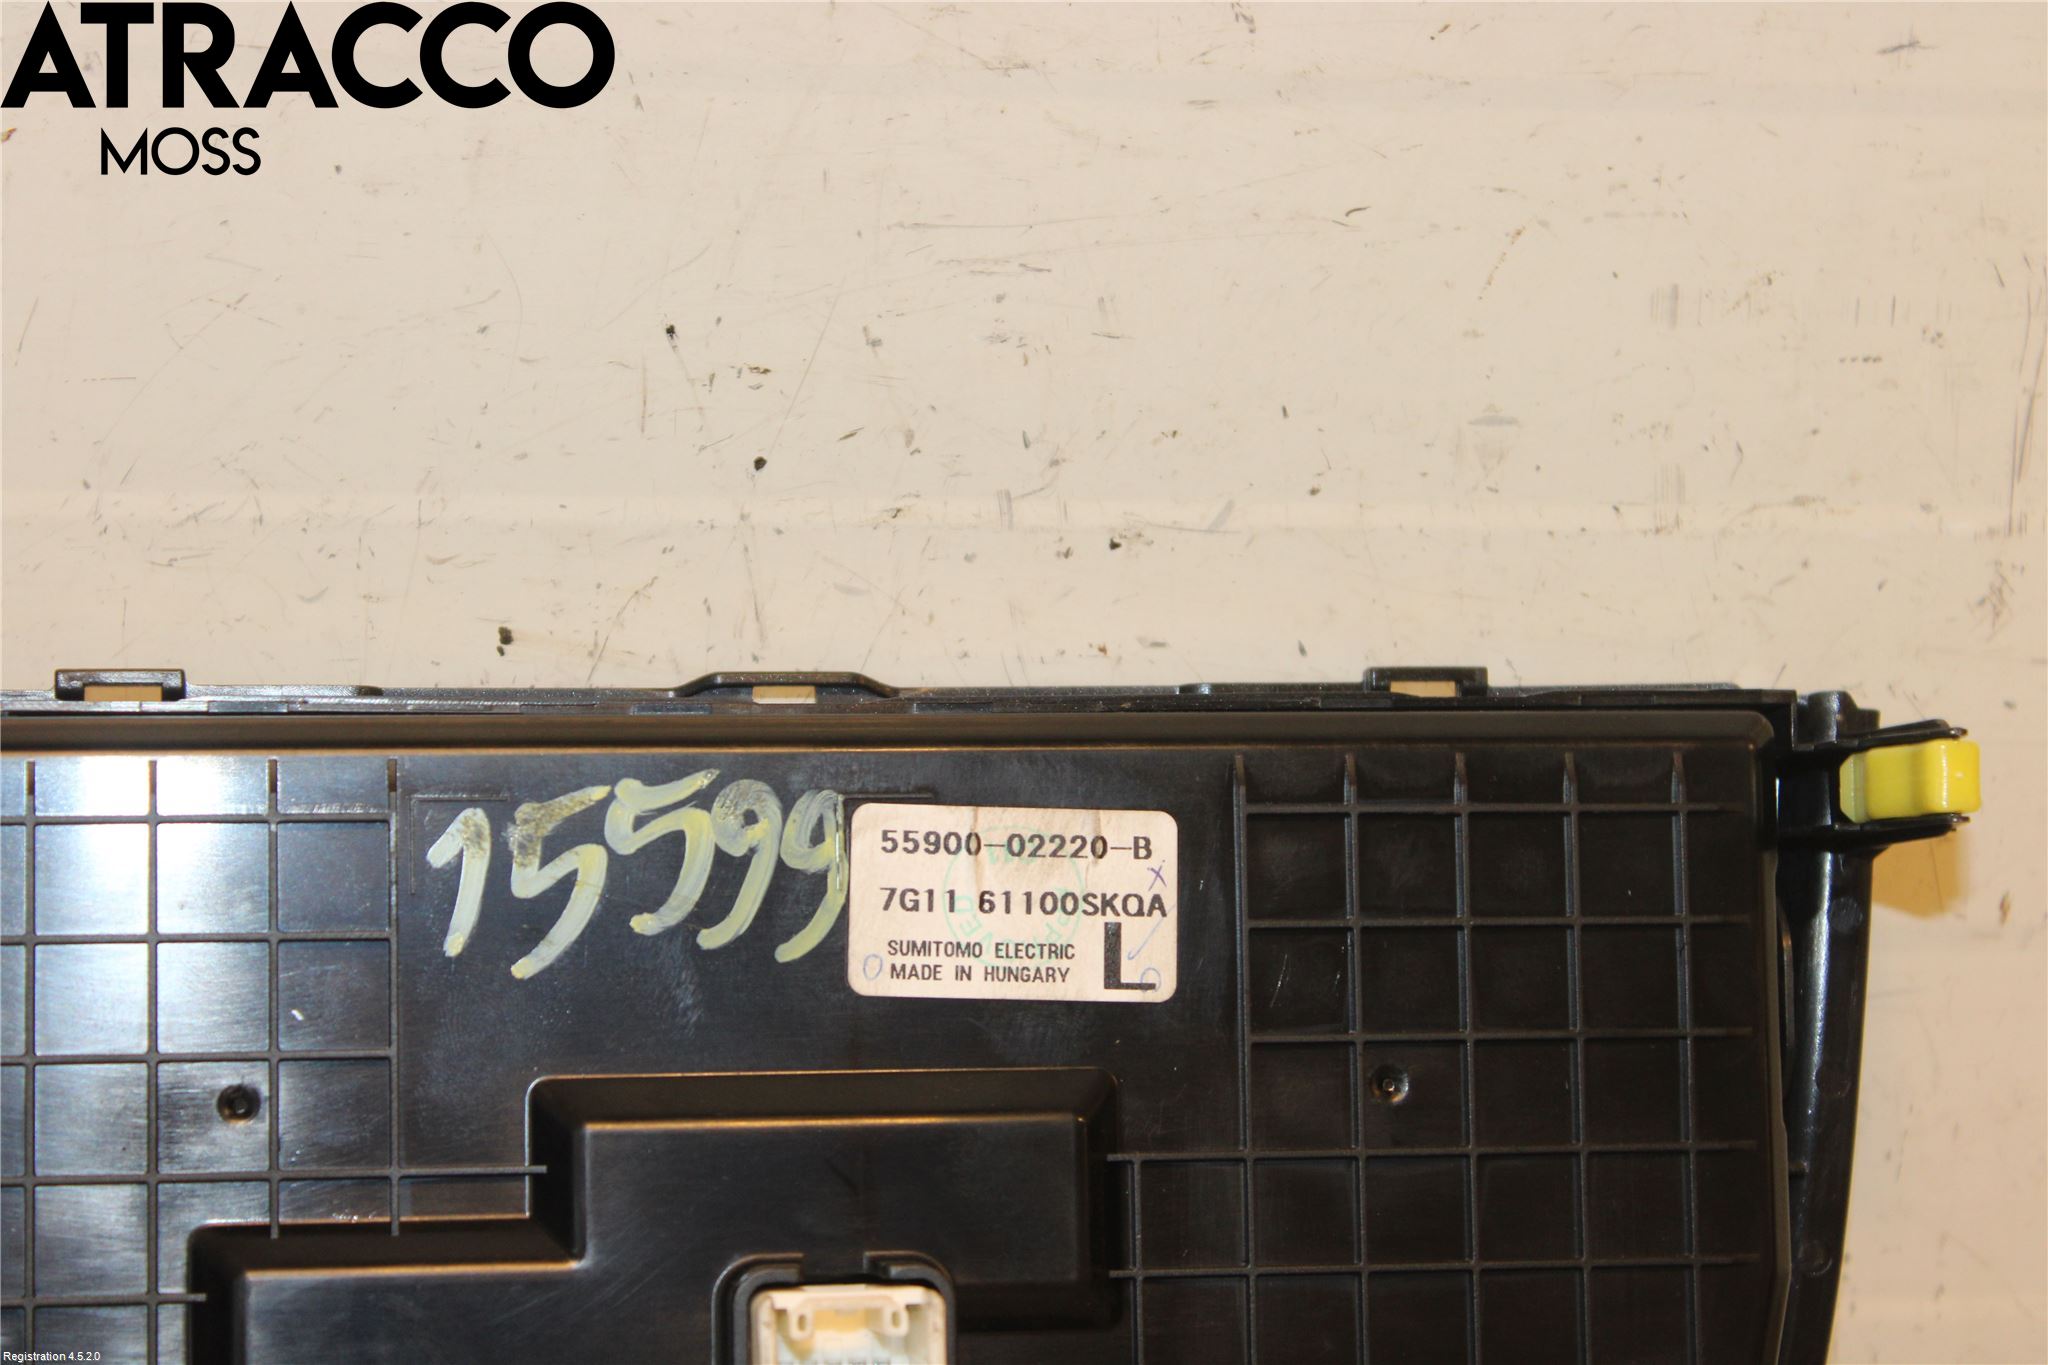 ATRACCO
MOSS
15599
55900-02220-B
7G11 61100SKQA
SUMITOMO ELECTRIC
MADE IN HUNGARY
L
Registration 4.5.2.0